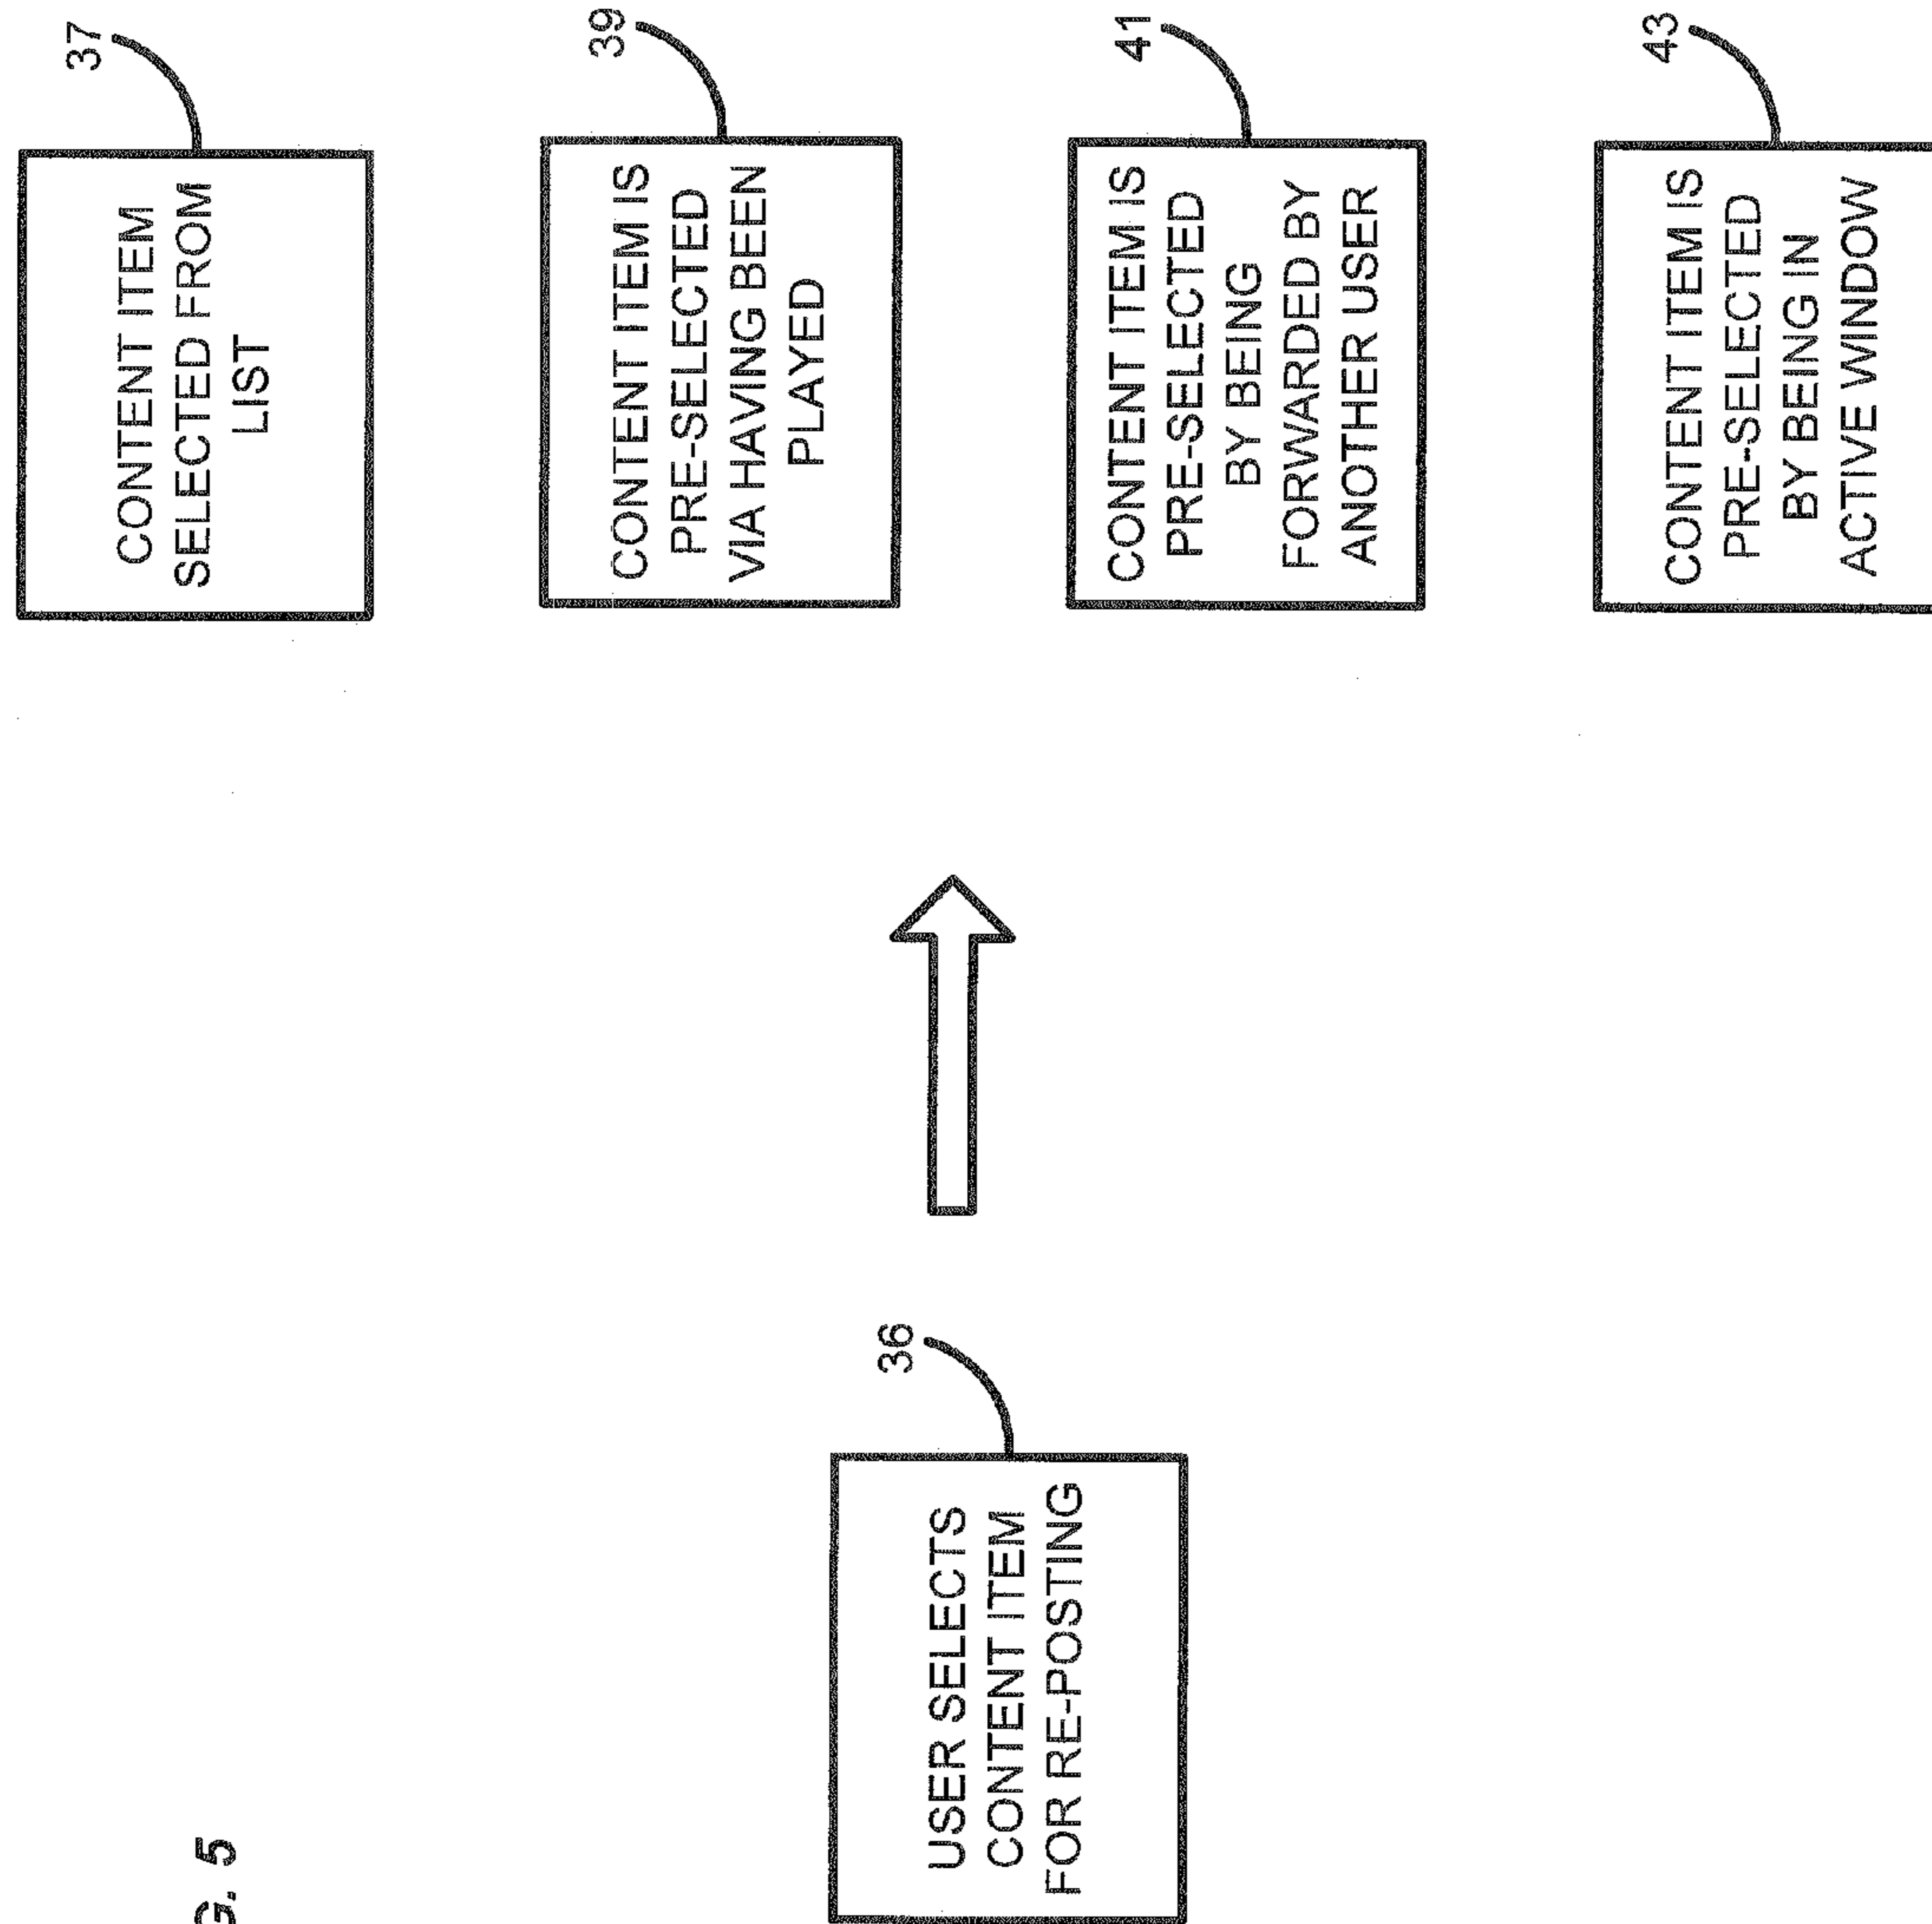 G. 5
36
USER SELECTS
CONTENT ITEM
FOR RE-POSTING
37
CONTENT ITEM
SELECTED FROM
LIST
39
CONTENT ITEM IS
PRE-SELECTED
VIA HAVING BEEN
PLAYED
41
CONTENT ITEM IS
PRE-SELECTED
BY BEING
FORWARDED BY
ANOTHER USER
43
CONTENT ITEM IS
PRE-SELECTED
BY BEING IN
ACTIVE WINDOW